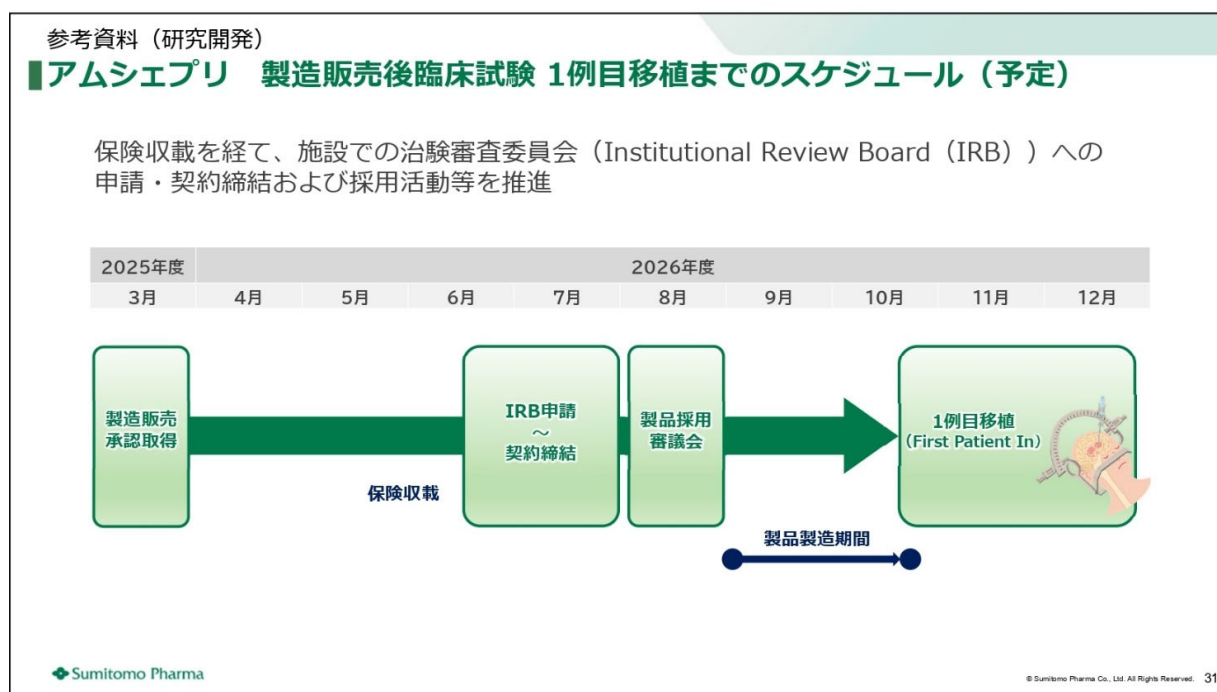 参考資料（研究開発）
アムシェプリ　製造販売後臨床試験 1例目移植までのスケジュール（予定）
保険収載を経て、施設での治験審査委員会（Institutional Review Board（IRB））への
申請・契約締結および採用活動等を推進
2025年度 2026年度
3月 4月 5月 6月 7月 8月 9月 10月 11月 12月
製造販売
承認取得
IRB申請
～
契約締結
製品採用
審議会
1例目移植
(First Patient In)
保険収載
製品製造期間
Sumitomo Pharma
© Sumitomo Pharma Co., Ltd. All Rights Reserved. 31